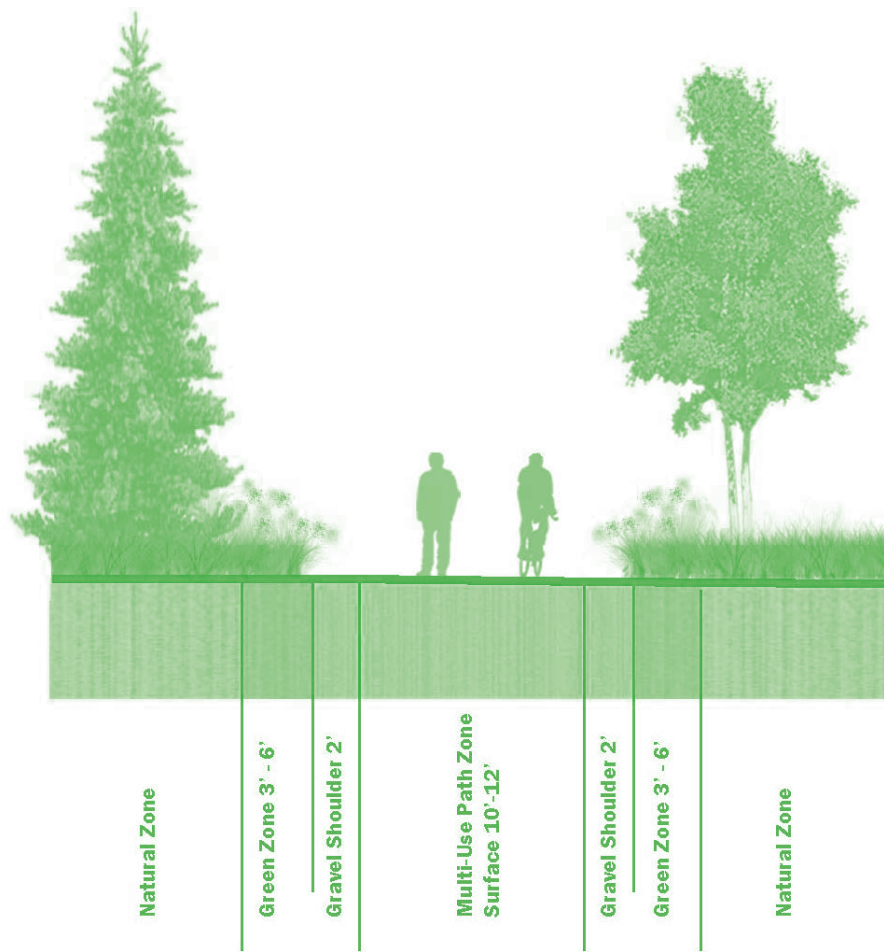 Natural Zone
Green Zone 3’ - 6’
Gravel Shoulder 2’
Multi-Use Path Zone
Surface 10’-12’
Gravel Shoulder 2’
Green Zone 3’ - 6’
Natural Zone